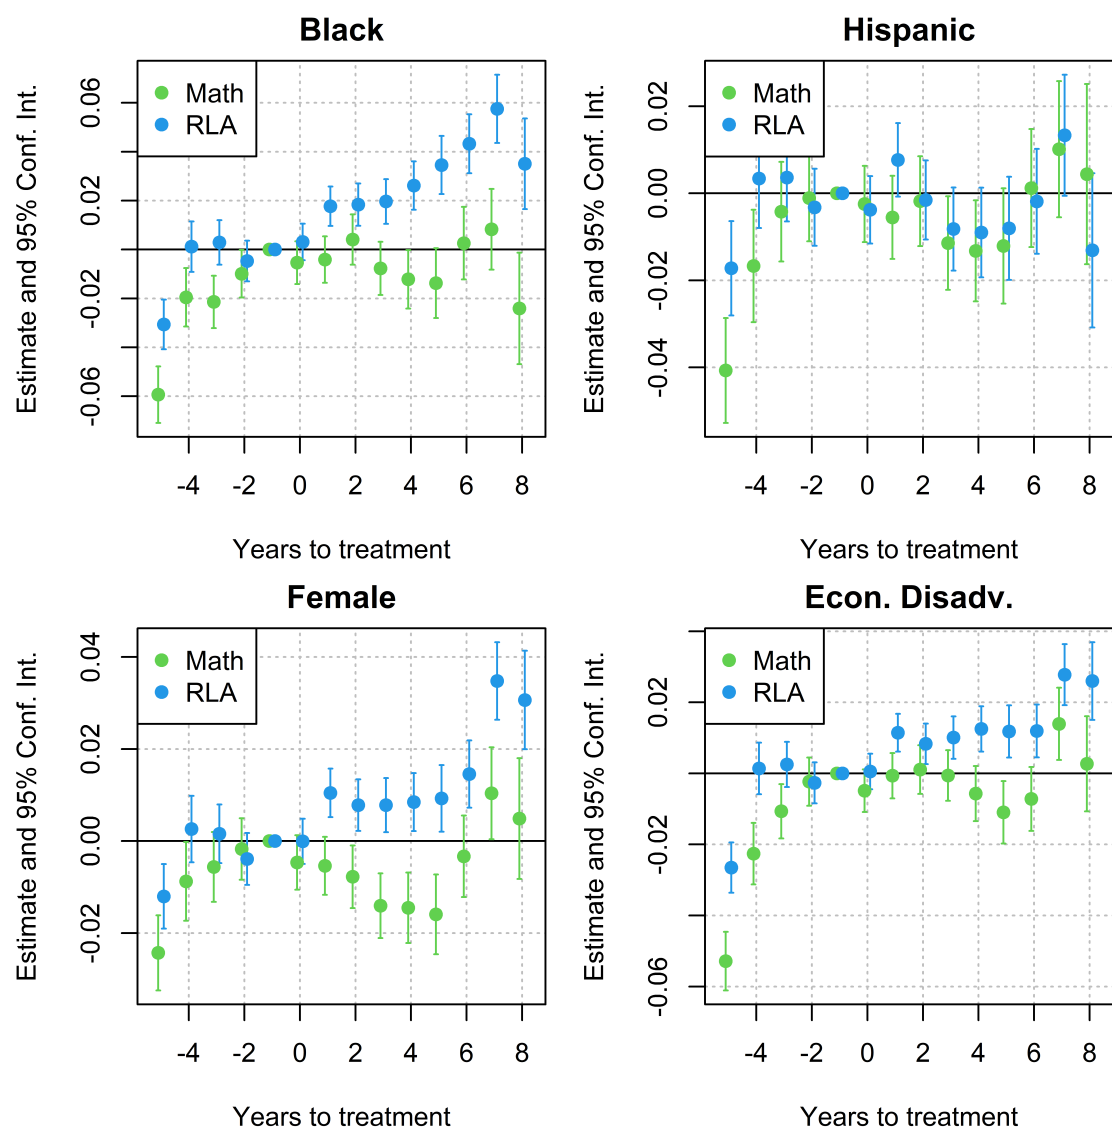 Black
Math
RLA
Estimate and 95% Conf. Int.
0.06
0.02
-0.02
-0.06
-4 -2 0 2 4 6 8
Years to treatment
Hispanic
Math
RLA
Estimate and 95% Conf. Int.
0.02
0.00
-0.02
-0.04
-4 -2 0 2 4 6 8
Years to treatment
Female
Math
RLA
Estimate and 95% Conf. Int.
0.04
0.02
0.00
-0.02
-4 -2 0 2 4 6 8
Years to treatment
Econ. Disadv.
Math
RLA
Estimate and 95% Conf. Int.
0.02
-0.02
-0.06
-4 -2 0 2 4 6 8
Years to treatment